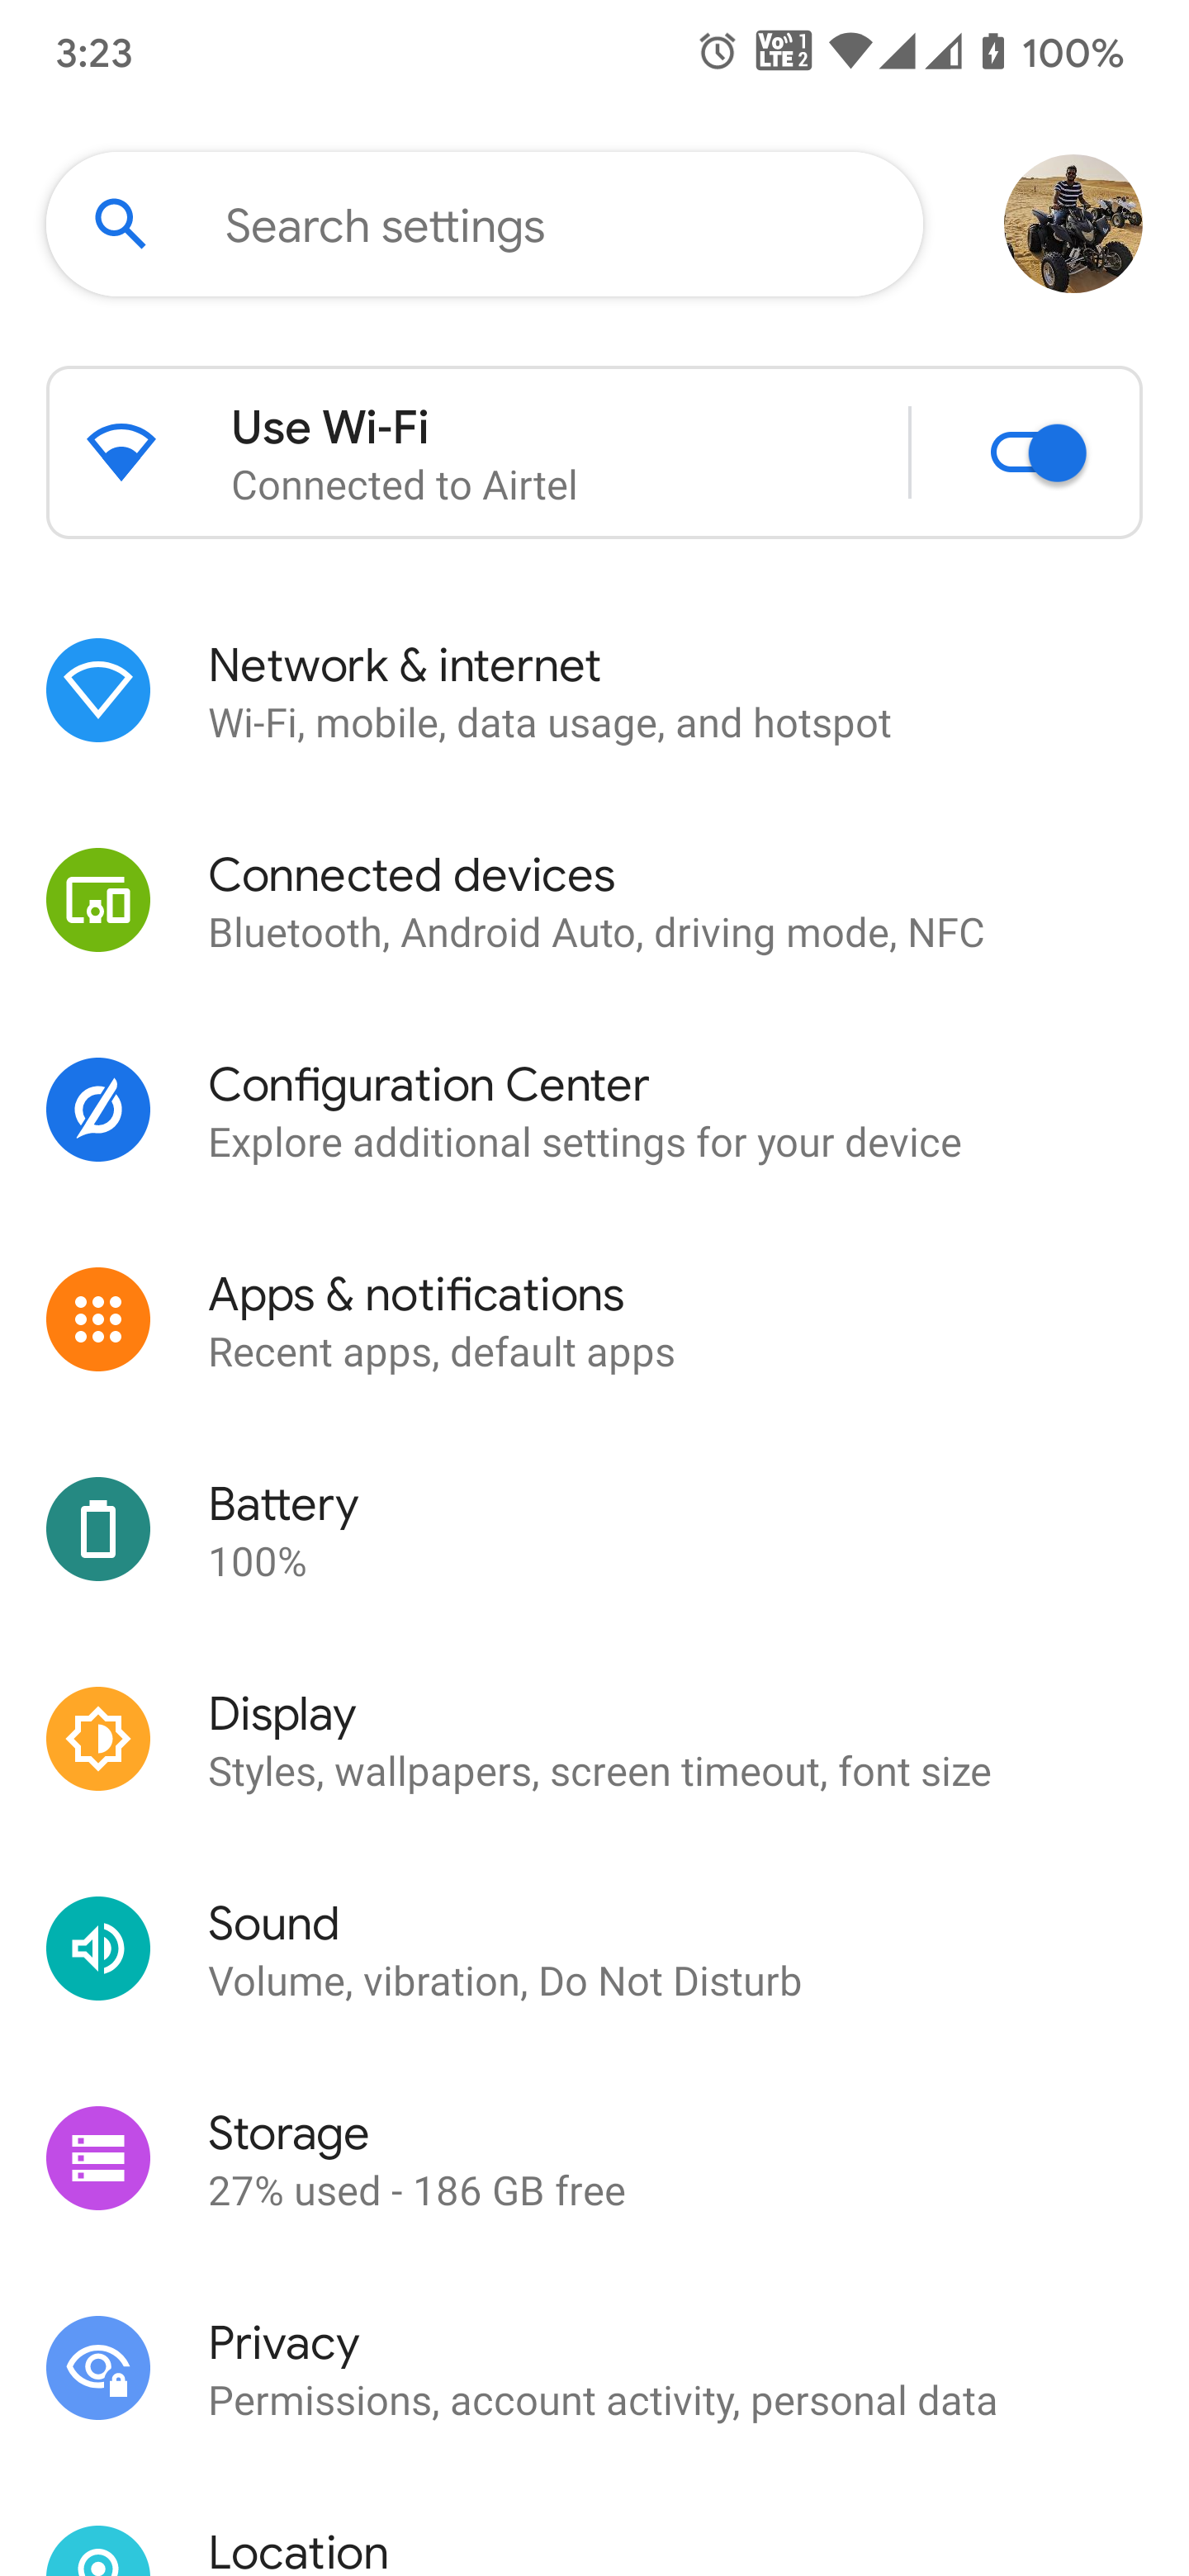 3:23
Vo)) 1
LTE 2
100%
Search settings
Use Wi-Fi
Connected to Airtel
Network & internet
Wi-Fi, mobile, data usage, and hotspot
Connected devices
Bluetooth, Android Auto, driving mode, NFC
Configuration Center
Explore additional settings for your device
Apps & notifications
Recent apps, default apps
Battery
100%
Display
Styles, wallpapers, screen timeout, font size
Sound
Volume, vibration, Do Not Disturb
Storage
27% used - 186 GB free
Privacy
Permissions, account activity, personal data
Location